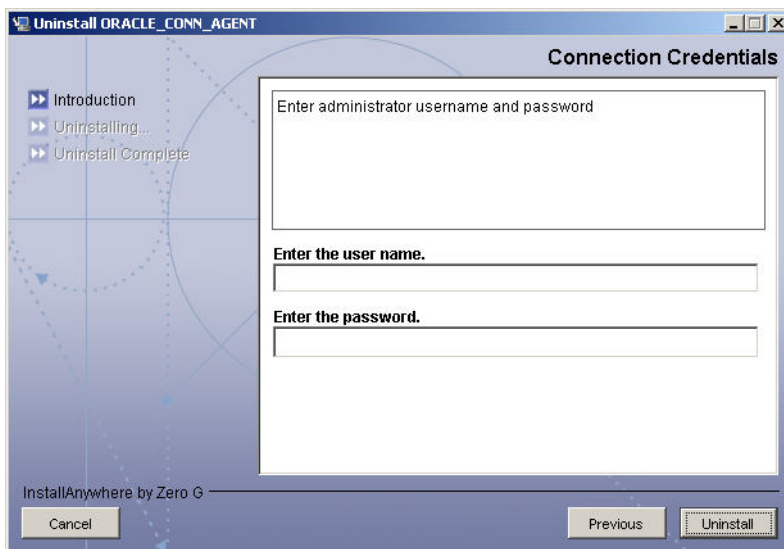 Uninstall ORACLE_CONN_AGENT
Connection Credentials
Introduction
Uninstalling...
Uninstall Complete
Enter administrator username and password
Enter the user name.
Enter the password.
InstallAnywhere by Zero G
Cancel
Previous
Uninstall